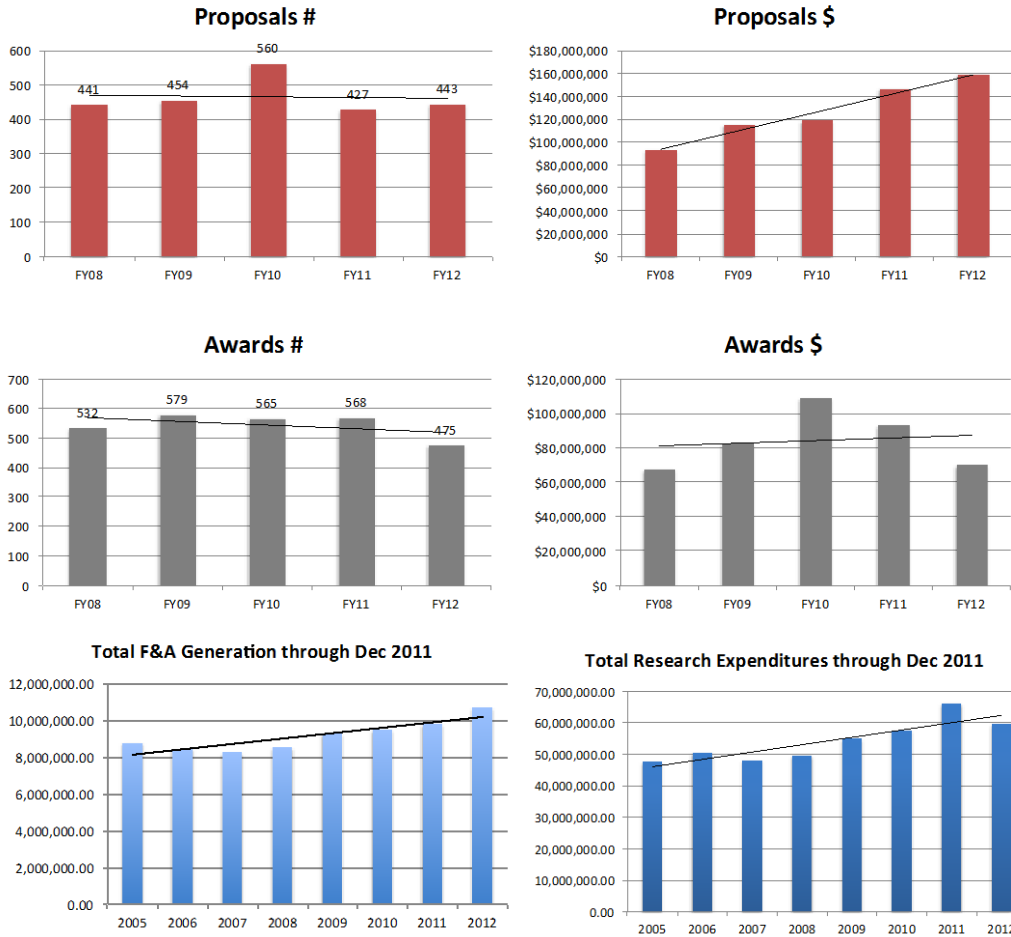 Proposals #
600
500
400
300
200
100
0
441
454
560
427
443
FY08
FY09
FY10
FY11
FY12
Proposals $
$180,000,000
$160,000,000
$140,000,000
$120,000,000
$100,000,000
$80,000,000
$60,000,000
$40,000,000
$20,000,000
$0
FY08
FY09
FY10
FY11
FY12
Awards #
700
600
500
400
300
200
100
0
532
579
565
568
475
FY08
FY09
FY10
FY11
FY12
Awards $
$120,000,000
$100,000,000
$80,000,000
$60,000,000
$40,000,000
$20,000,000
$0
FY08
FY09
FY10
FY11
FY12
Total F&A Generation through Dec 2011
12,000,000.00
10,000,000.00
8,000,000.00
6,000,000.00
4,000,000.00
2,000,000.00
0.00
2005
2006
2007
2008
2009
2010
2011
2012
Total Research Expenditures through Dec 2011
70,000,000.00
60,000,000.00
50,000,000.00
40,000,000.00
30,000,000.00
20,000,000.00
10,000,000.00
0.00
2005
2006
2007
2008
2009
2010
2011
2012